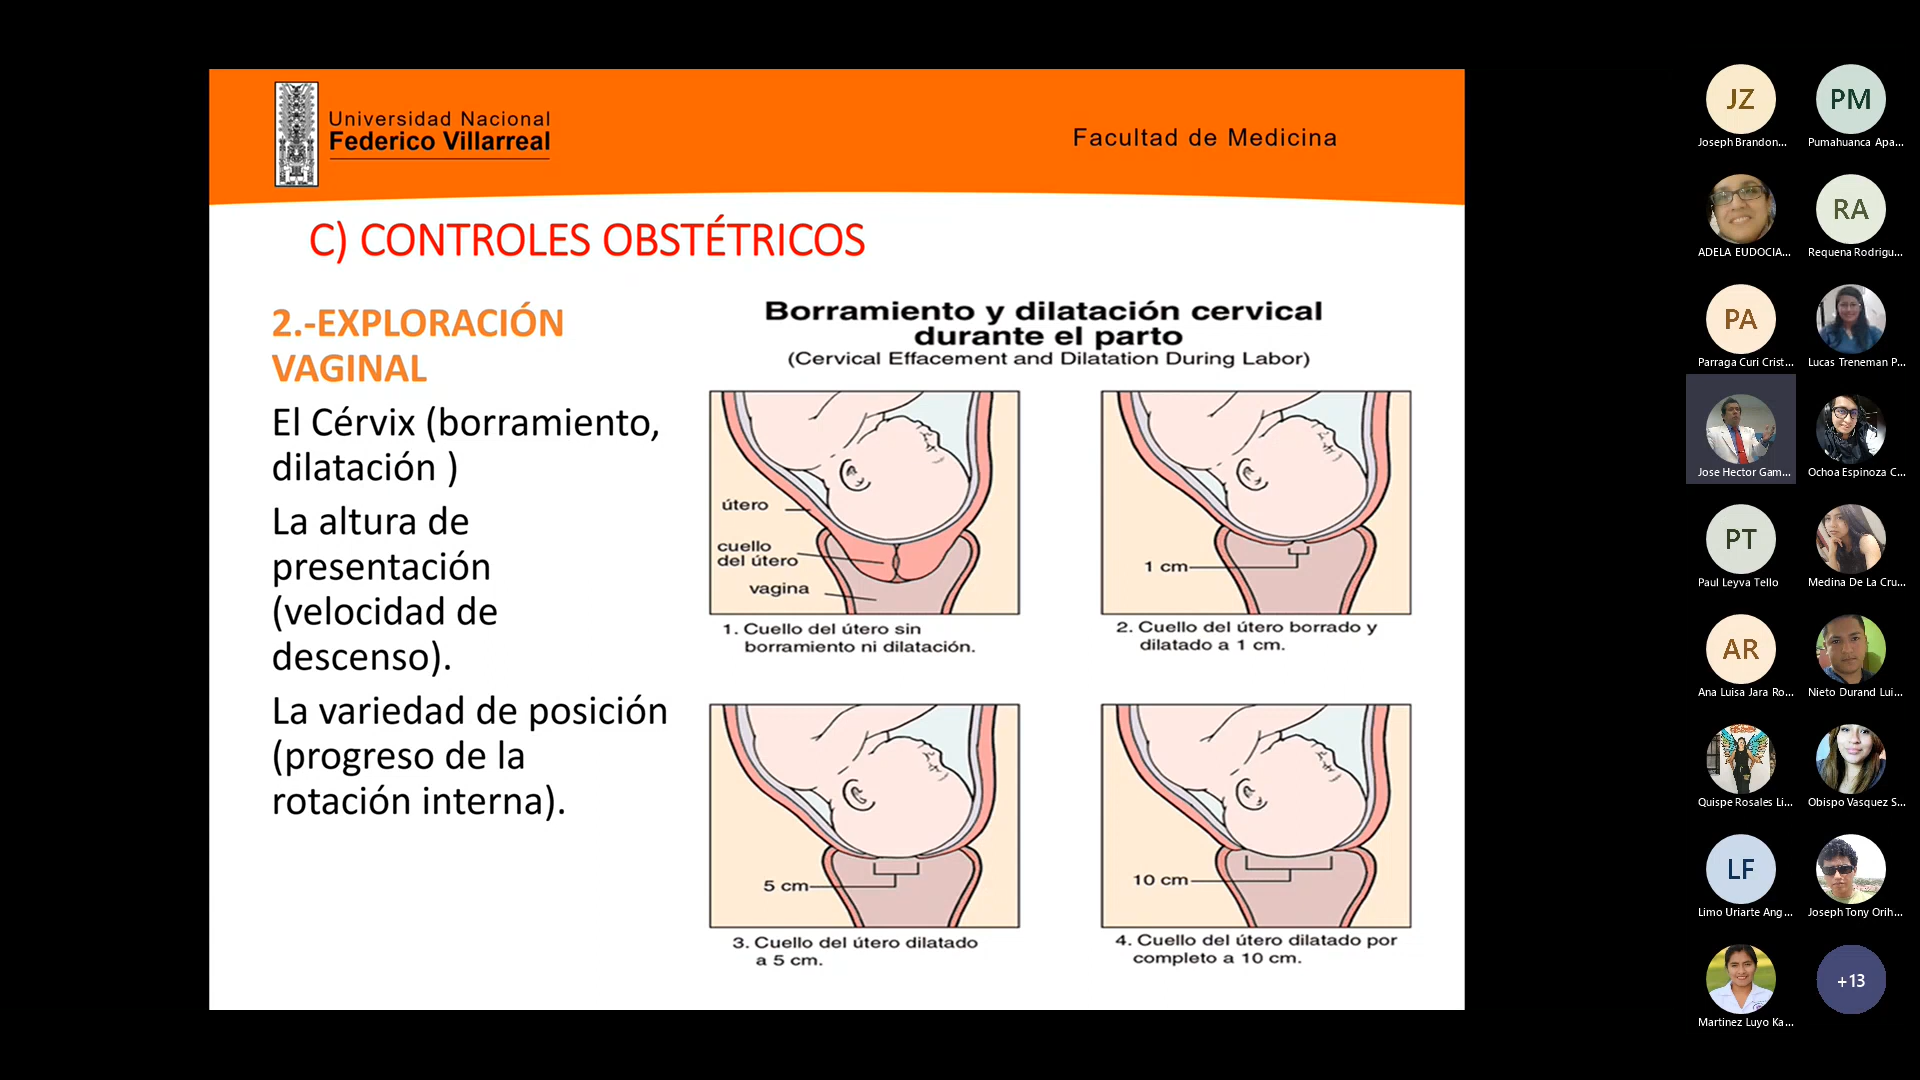 Universidad Nacional
Federico Villarreal
Facultad de Medicina
C) CONTROLES OBSTÉTRICOS
2.-EXPLORACIÓN
VAGINAL
El Cérvix (borramiento,
dilatación )
La altura de
presentación
(velocidad de
descenso).
La variedad de posición
(progreso de la
rotación interna).
Borramiento y dilatación cervical
durante el parto
(Cervical Effacement and Dilatation During Labor)
útero
cuello
del útero
vagina
1. Cuello del útero sin
borramiento ni dilatación.
1 cm
2. Cuello del útero borrado y
dilatado a 1 cm.
5 cm
3. Cuello del útero dilatado
a 5 cm.
10 cm
4. Cuello del útero dilatado por
completo a 10 cm.
JZ
Joseph Brandon...
PM
Pumahuanca Apa...
ADELA EUDOCIA...
RA
Requena Rodrigu...
PA
Parraga Curi Crist...
Lucas Treneman P...
Jose Hector Gam...
Ochoa Espinoza C...
PT
Paul Leyva Tello
Medina De La Cru...
AR
Ana Luisa Jara Ro...
Nieto Durand Lui...
Quispe Rosales Li...
Obispo Vasquez S...
LF
Limo Uriarte Ang...
Joseph Tony Orih...
Martinez Luyo Ka...
+13